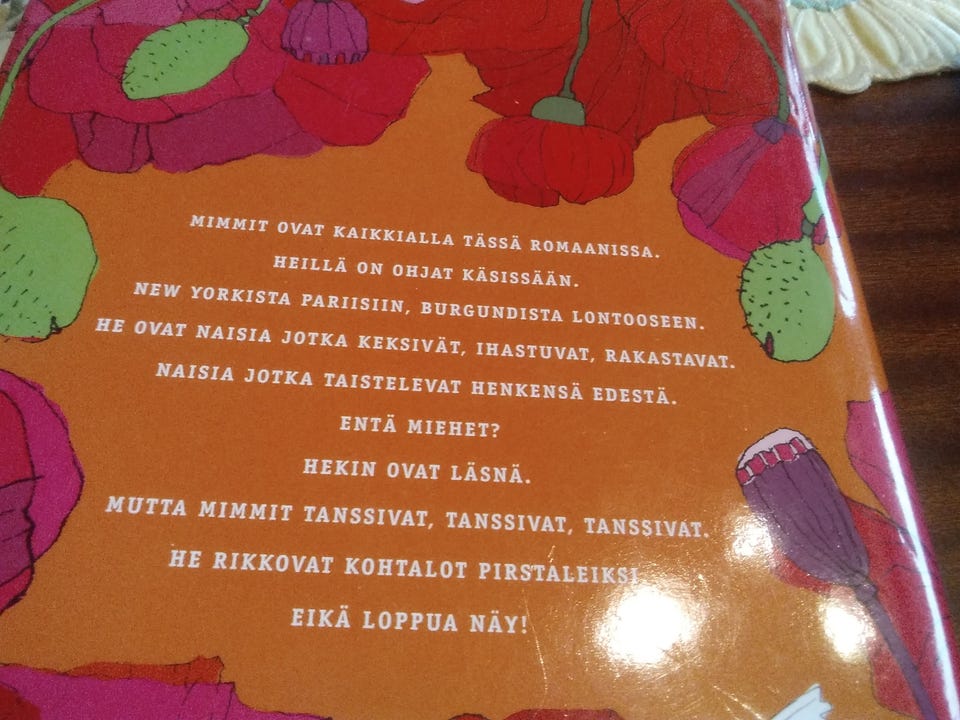 MIMMIT OVAT KAIKKIALLA TÄSSÄ ROMAANISSA.
HEILLÄ ON OHJAT KÄSISSÄÄN.
NEW YORKISTA PARIISIIN, BURGUNDISTA LONTOOSEEN.
HE OVAT NAISIA JOTKA KEKSIVÄT, IHASTUVAT, RAKASTAVAT.
NAISIA JOTKA TAISTELEVAT HENKENSÄ EDESTÄ.
ENTÄ MIEHET?
HEKIN OVAT LÄSNÄ.
MUTTA MIMMIT TANSSIVAT, TANSSIVAT, TANSSIVAT.
HE RIKKOVAT KOHTALOT PIRSTALEIKSI
EIKÄ LOPPUA NÄY!